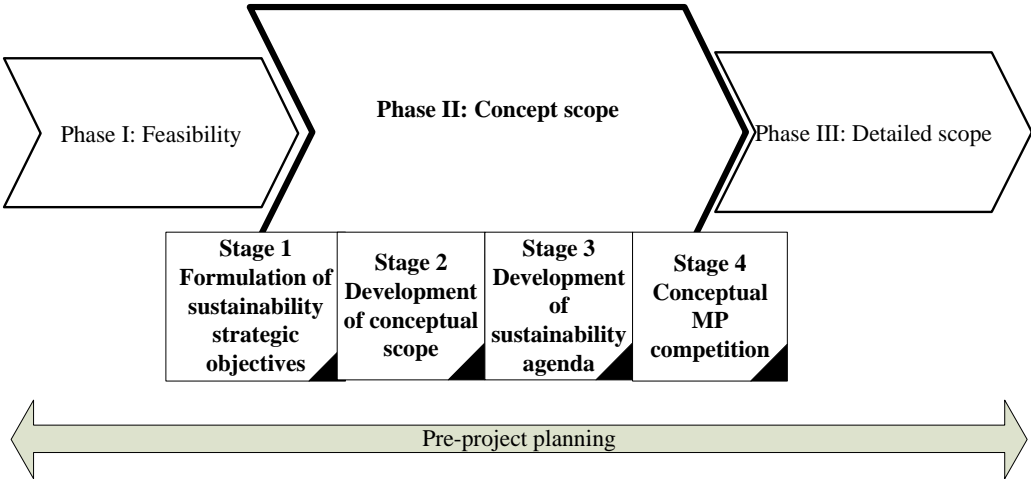 Phase I: Feasibility
Phase II: Concept scope
Phase III: Detailed scope
Stage 1
Formulation of
sustainability
strategic
objectives
Stage 2
Development
of conceptual
scope
Stage 3
Development
of
sustainability
agenda
Stage 4
Conceptual
MP
competition
Pre-project planning